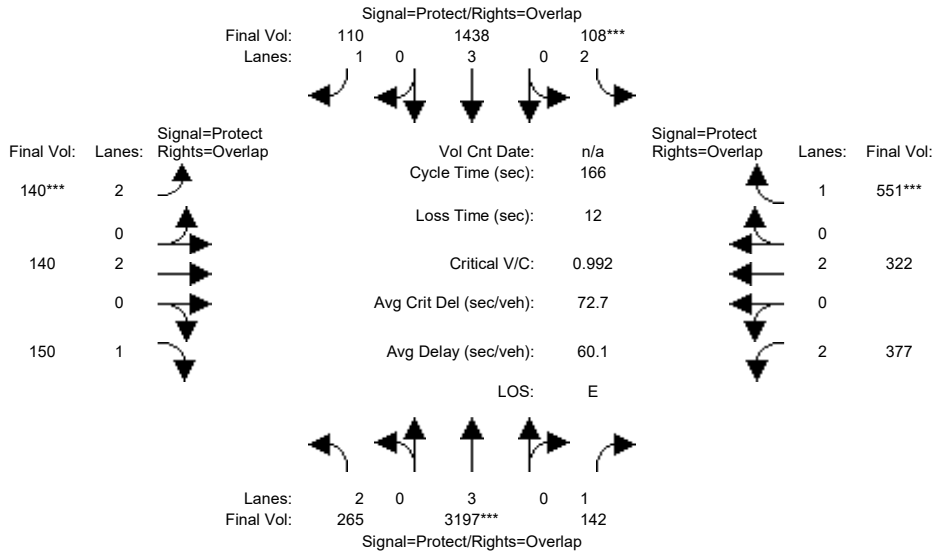 Signal=Protect/Rights=Overlap
Final Vol: 110 1438 108***
Lanes: 1 0 3 0 2
Signal=Protect Signal=Protect
Final Vol: Lanes: Rights=Overlap Vol Cnt Date: n/a Rights=Overlap Lanes: Final Vol:
Cycle Time (sec): 166
140*** 2 1 551***
Loss Time (sec): 12
0 0
140 2 Critical V/C: 0.992 2 322
0 Avg Crit Del (sec/veh): 72.7 0
150 1 Avg Delay (sec/veh): 60.1 2 377
LOS: E
Lanes: 2 0 3 0 1
Final Vol: 265 3197*** 142
Signal=Protect/Rights=Overlap